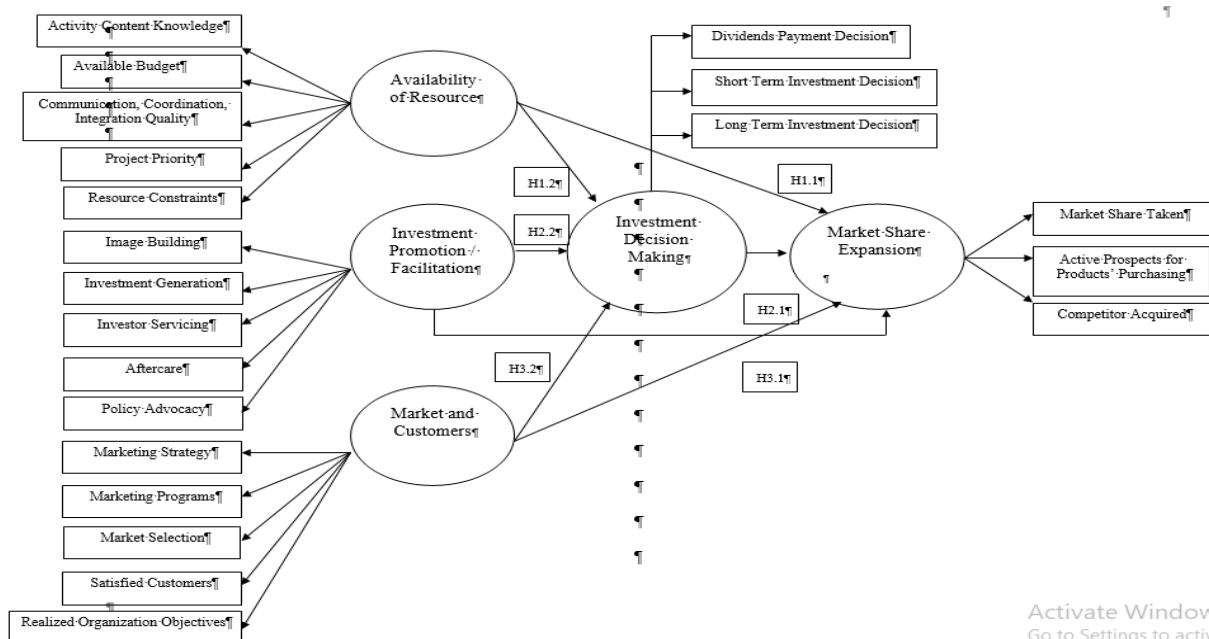 Activity Content Knowledge¶
Available Budget¶
Communication, Coordination,
Integration Quality¶
Project Priority¶
Resource Constraints¶
Image Building¶
Investment Generation¶
Investor Servicing¶
Aftercare¶
Policy Advocacy¶
Marketing Strategy¶
Marketing Programs¶
Market Selection¶
Satisfied Customers¶
Realized Organization Objectives¶
Availability
of Resource¶
Investment
Promotion /
Facilitation¶
Market and
Customers¶
H1.2¶
H2.2¶
H3.2¶
Dividends Payment Decision¶
Short Term Investment Decision¶
Long Term Investment Decision¶
Investment
Decision
Making¶
H1.1¶
H2.1¶
H3.1¶
Market Share
Expansion¶
Market Share Taken¶
Active Prospects for
Products' Purchasing¶
Competitor Acquired¶
Activate Window
Go to Settings to activ